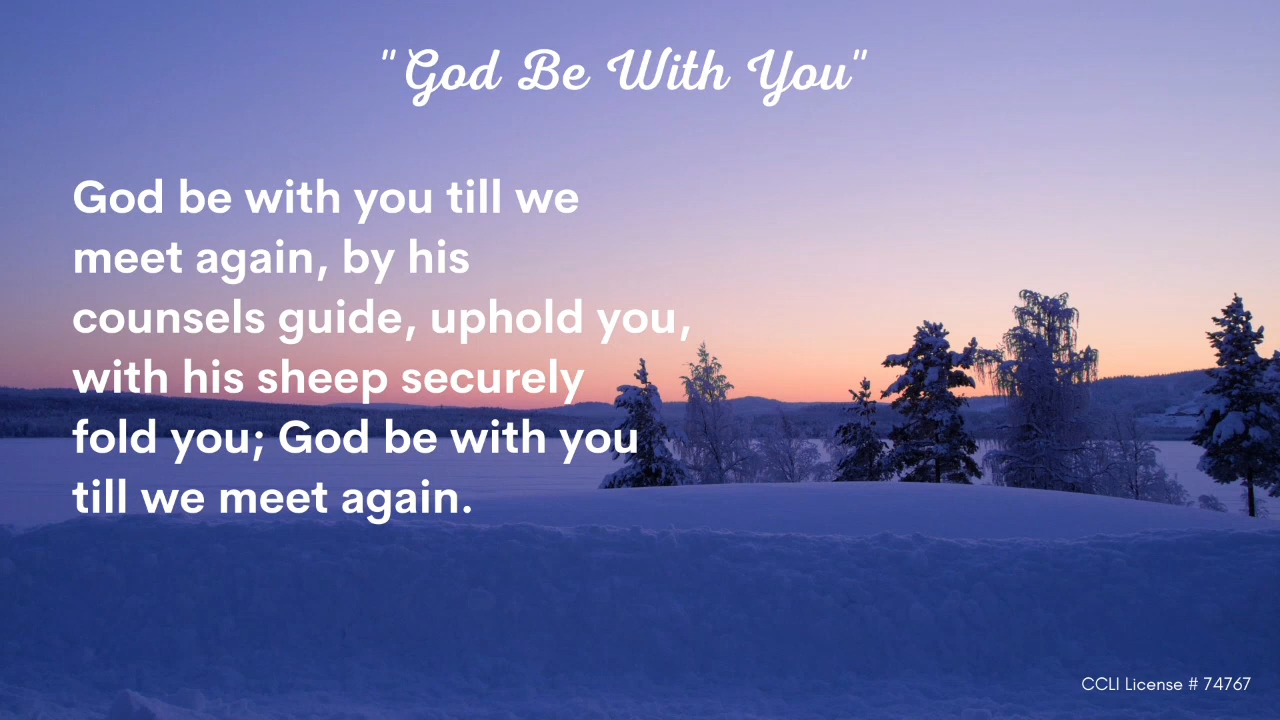 "God Be With You"
God be with you till we
meet again, by his
counsels guide, uphold you,
with his sheep securely
fold you; God be with you
till we meet again.
CCLI License # 74767